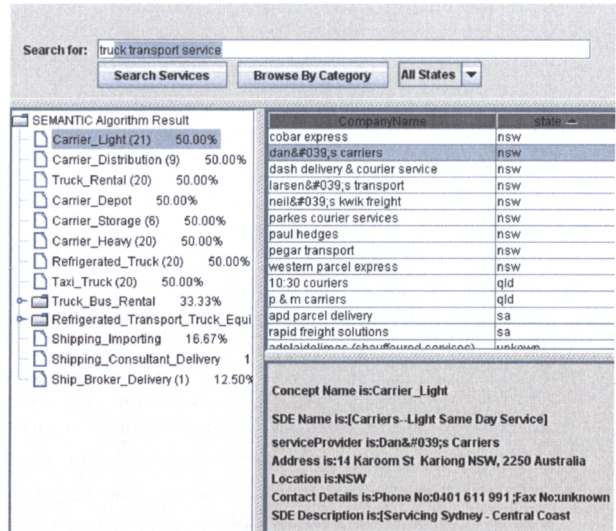 Search for: truck transport service
Search Services Browse By Category All States
SEMANTIC Algorithm Result
Carrier_Light (21) 50.00%
Carrier_Distribution (9) 50.00%
Truck_Rental (20) 50.00%
Carrier_Depot 50.00%
Carrier_Storage (6) 50.00%
Carrier_Heavy (20) 50.00%
Refrigerated_Truck (20) 50.00%
Taxi_Truck (20) 50.00%
Truck_Bus_Rental 33.33%
Refrigerated_Transport_Truck_Equi
Shipping_Importing 16.67%
Shipping_Consultant_Delivery 1
Ship_Broker_Delivery (1) 12.50%
CompanyName state
cobar express nsw
dan&#039;s carriers nsw
dash delivery & courier service nsw
larsen&#039;s transport nsw
neil&#039;s kwik freight nsw
parkes courier services nsw
paul hedges nsw
pegar transport nsw
western parcel express nsw
10:30 couriers qld
p & m carriers qld
apd parcel delivery sa
rapid freight solutions sa
adelaidelimos (chauffoured services) unkown
Concept Name is:Carrier_Light
SDE Name is:[Carriers--Light Same Day Service]
serviceProvider is:Dan&#039;s Carriers
Address is:14 Karoom St Kariong NSW, 2250 Australia
Location is:NSW
Contact Details is:Phone No:0401 611 991 ;Fax No:unknown
SDE Description is:[Servicing Sydney - Central Coast